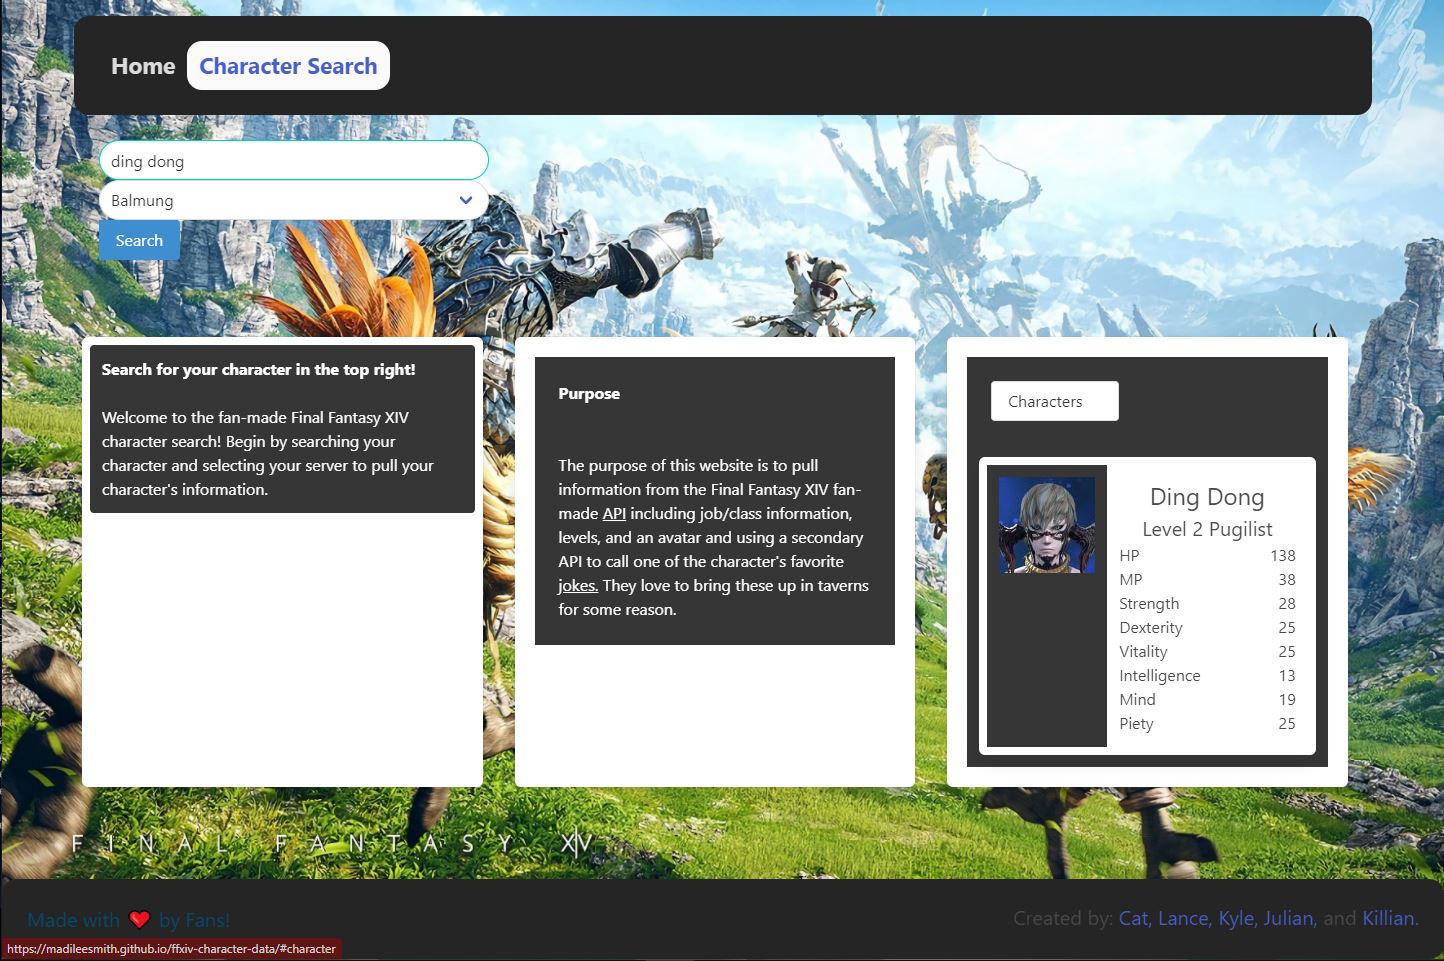 Home Character Search
ding dong
Balmung
Search
Search for your character in the top right!
Welcome to the fan-made Final Fantasy XIV
character search! Begin by searching your
character and selecting your server to pull your
character's information.
Purpose
The purpose of this website is to pull
information from the Final Fantasy XIV fan-
made API including job/class information,
levels, and an avatar and using a secondary
API to call one of the character's favorite
jokes. They love to bring these up in taverns
for some reason.
Characters
Ding Dong
Level 2 Pugilist
HP 138
MP 38
Strength 28
Dexterity 25
Vitality 25
Intelligence 13
Mind 19
Piety 25
FINAL FANTASY XIV
Made with ❤️ by Fans!
Created by: Cat, Lance, Kyle, Julian, and Killian.
https://madileesmith.github.io/ffxiv-character-data/#character